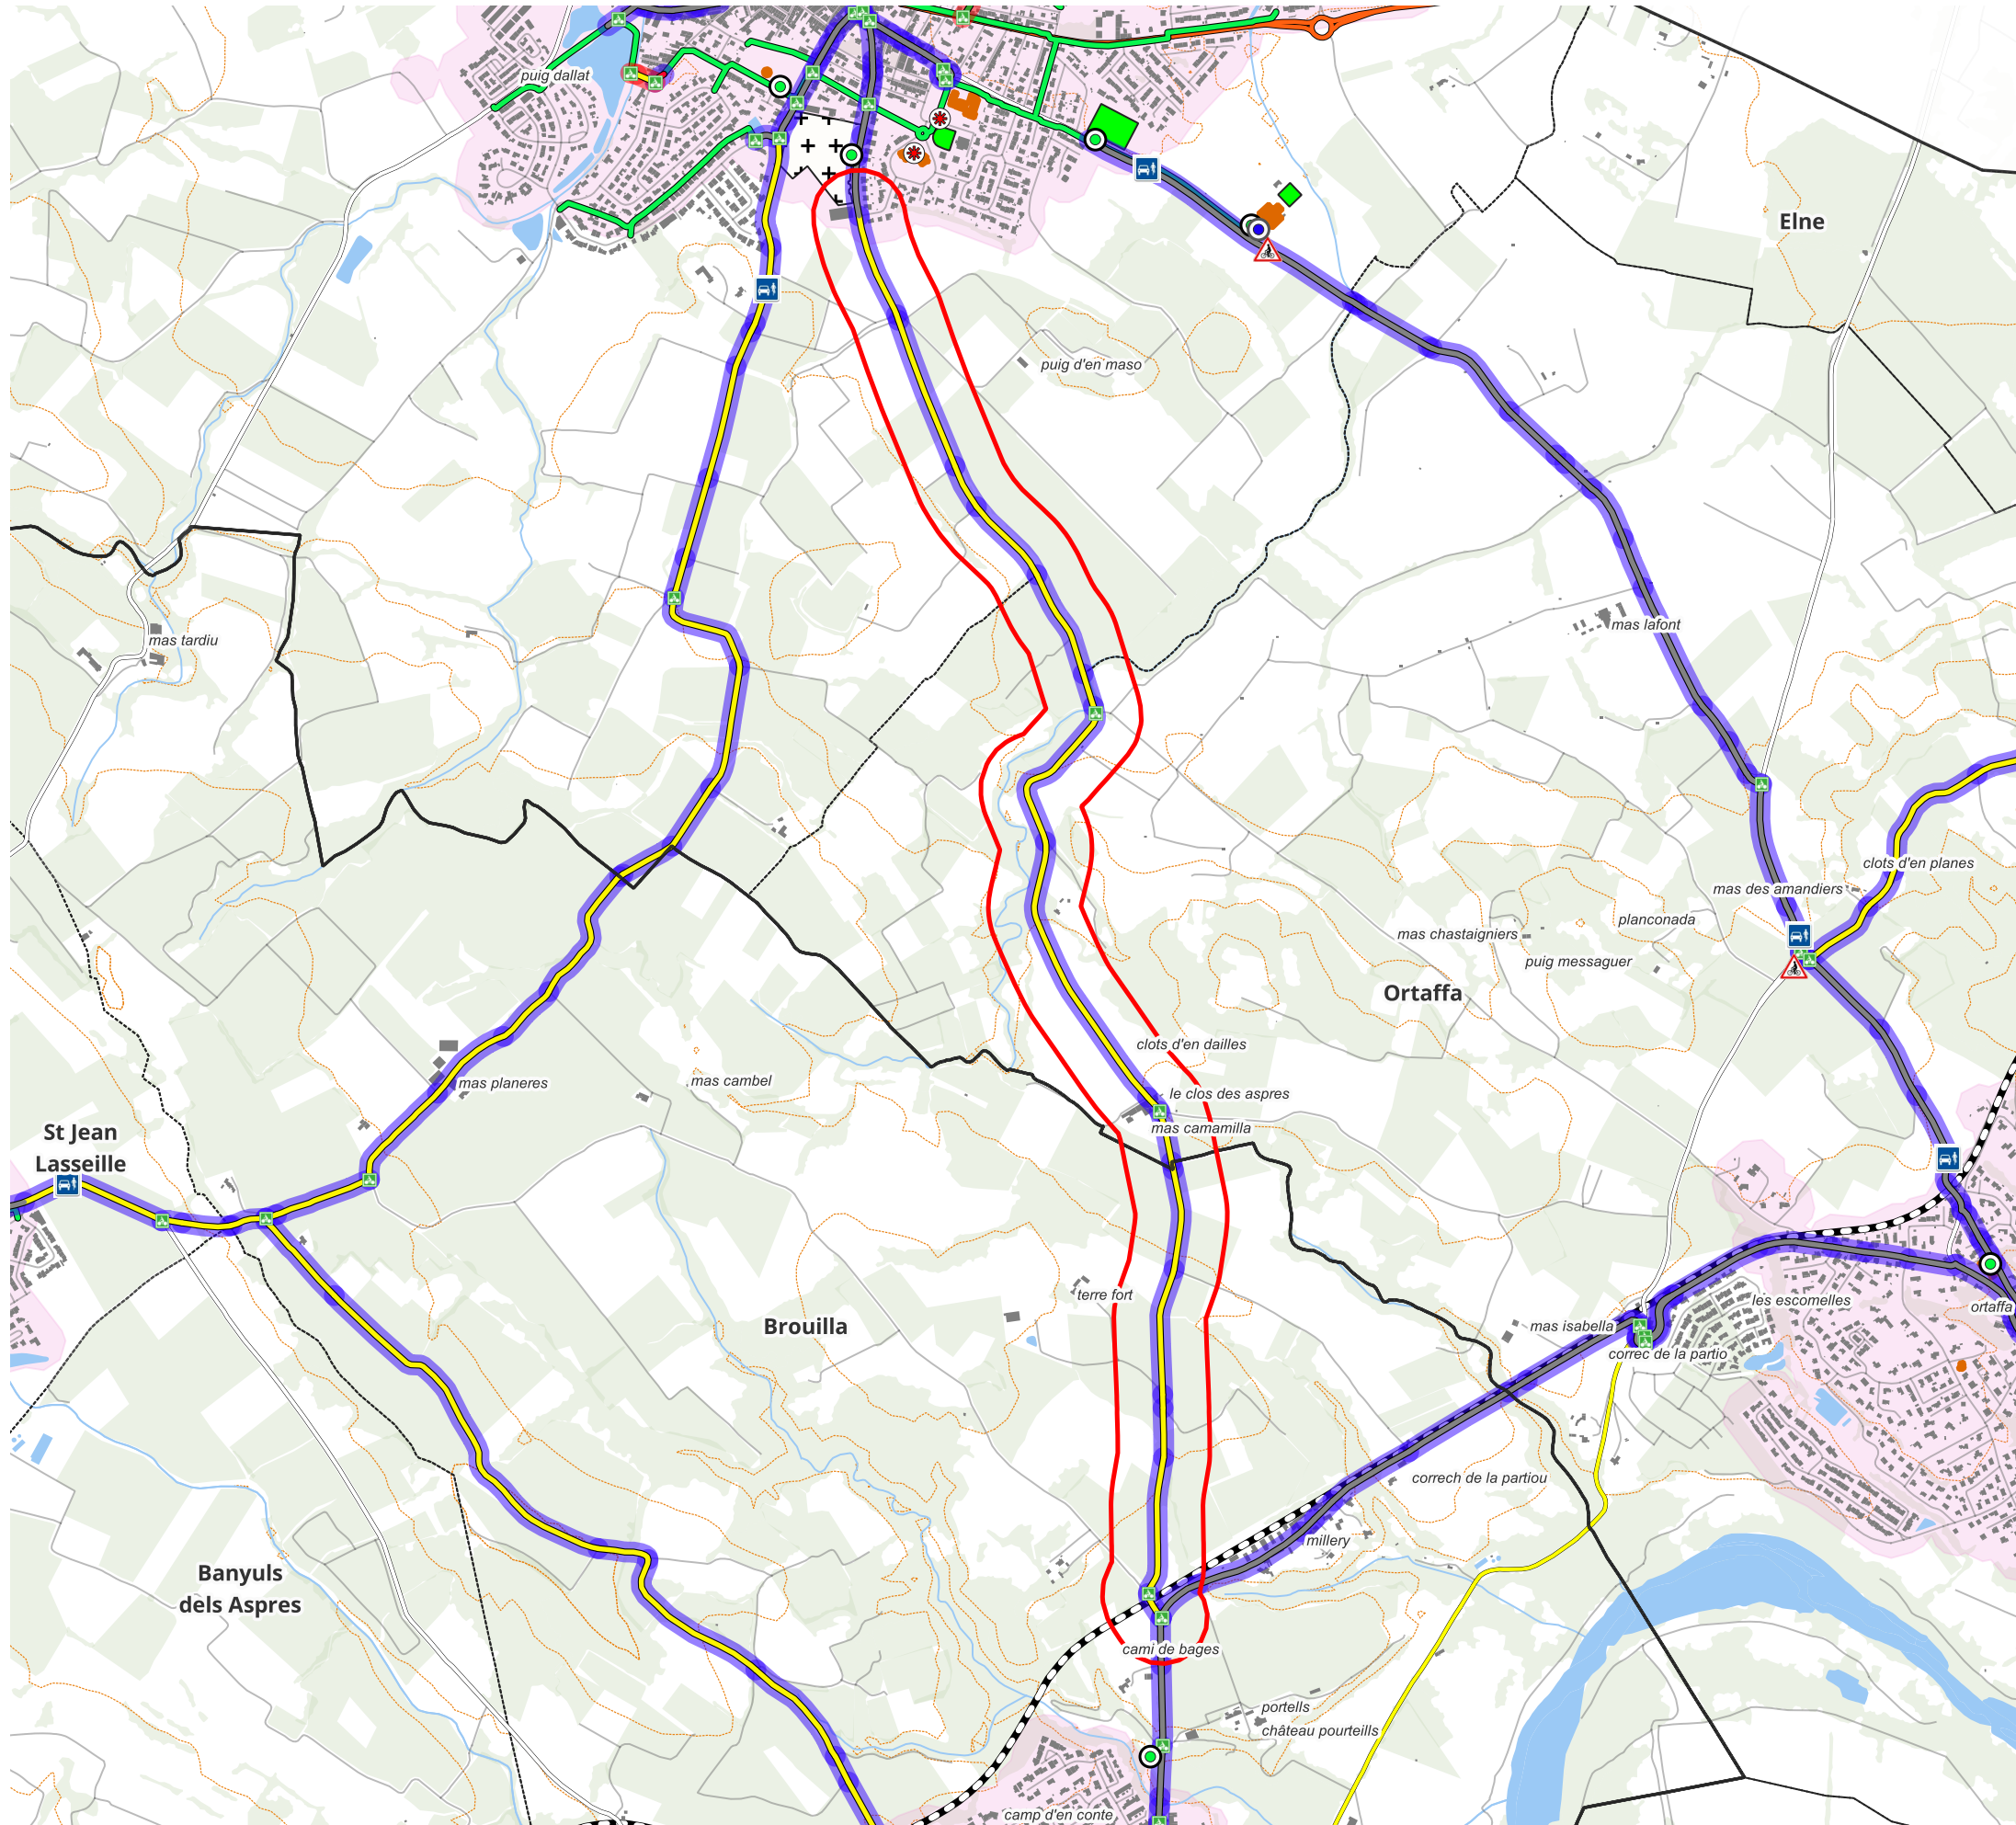 puig dallat
Elne
puig d'en maso
mas lafont
mas tardiu
clots d'en planes
mas des amandiers
planconada
mas chastaigniers
puig messaguer
Ortaffa
clots d'en dailles
mas planeres
mas cambel
le clos des aspres
mas camamilla
St Jean
Lasseille
terre fort
les escomelles
ortaffa
Brouilla
mas isabella
correc de la partio
correch de la partiou
millery
Banyuls
dels Aspres
cami de bages
portells
château pourteills
camp d'en conte